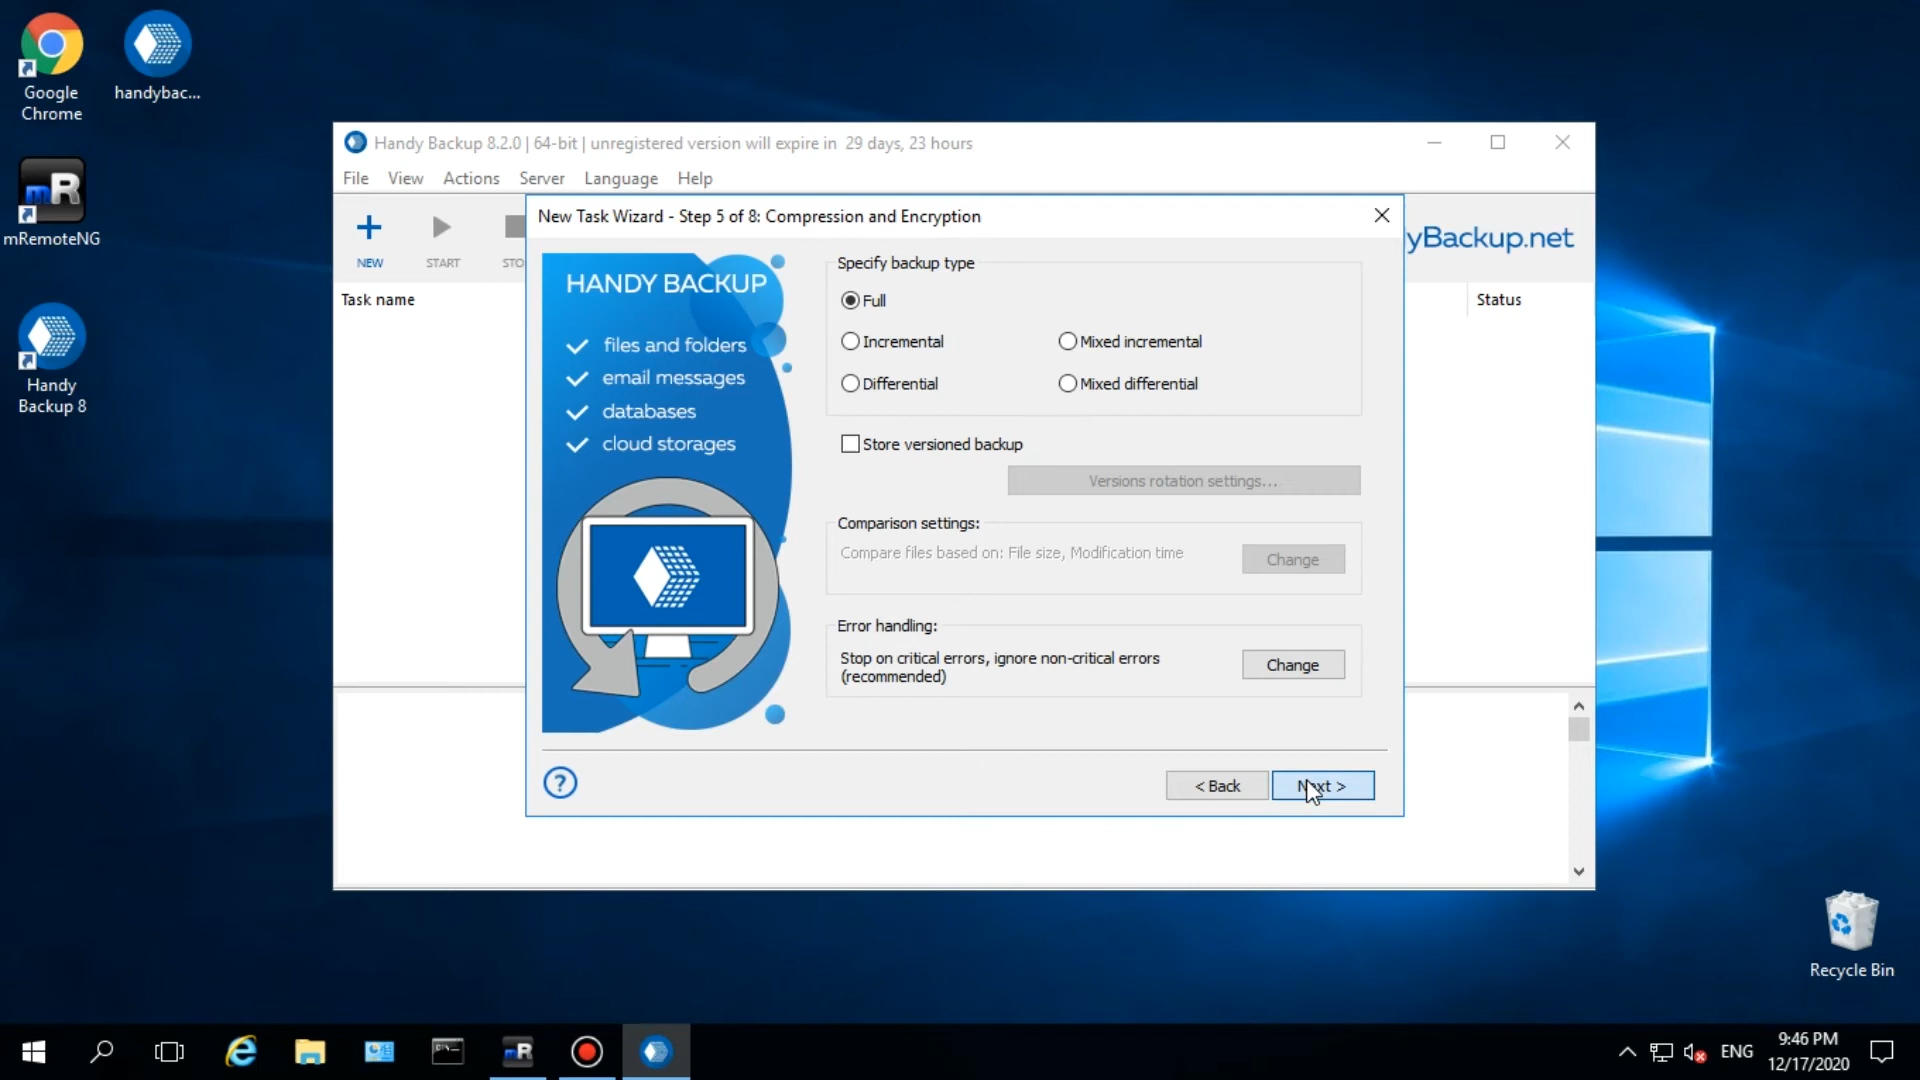 Google
Chrome
handybac...
mRemoteNG
Handy
Backup 8
Handy Backup 8.2.0 | 64-bit | unregistered version will expire in 29 days, 23 hours
File View Actions Server Language Help
NEW START STO
yBackup.net
Task name
Status
New Task Wizard - Step 5 of 8: Compression and Encryption
HANDY BACKUP
files and folders
email messages
databases
cloud storages
Specify backup type
Full
Incremental Mixed incremental
Differential Mixed differential
Store versioned backup
Versions rotation settings...
Comparison settings:
Compare files based on: File size, Modification time
Change
Error handling:
Stop on critical errors, ignore non-critical errors
(recommended)
Change
?
< Back Next >
Recycle Bin
ENG
9:46 PM
12/17/2020